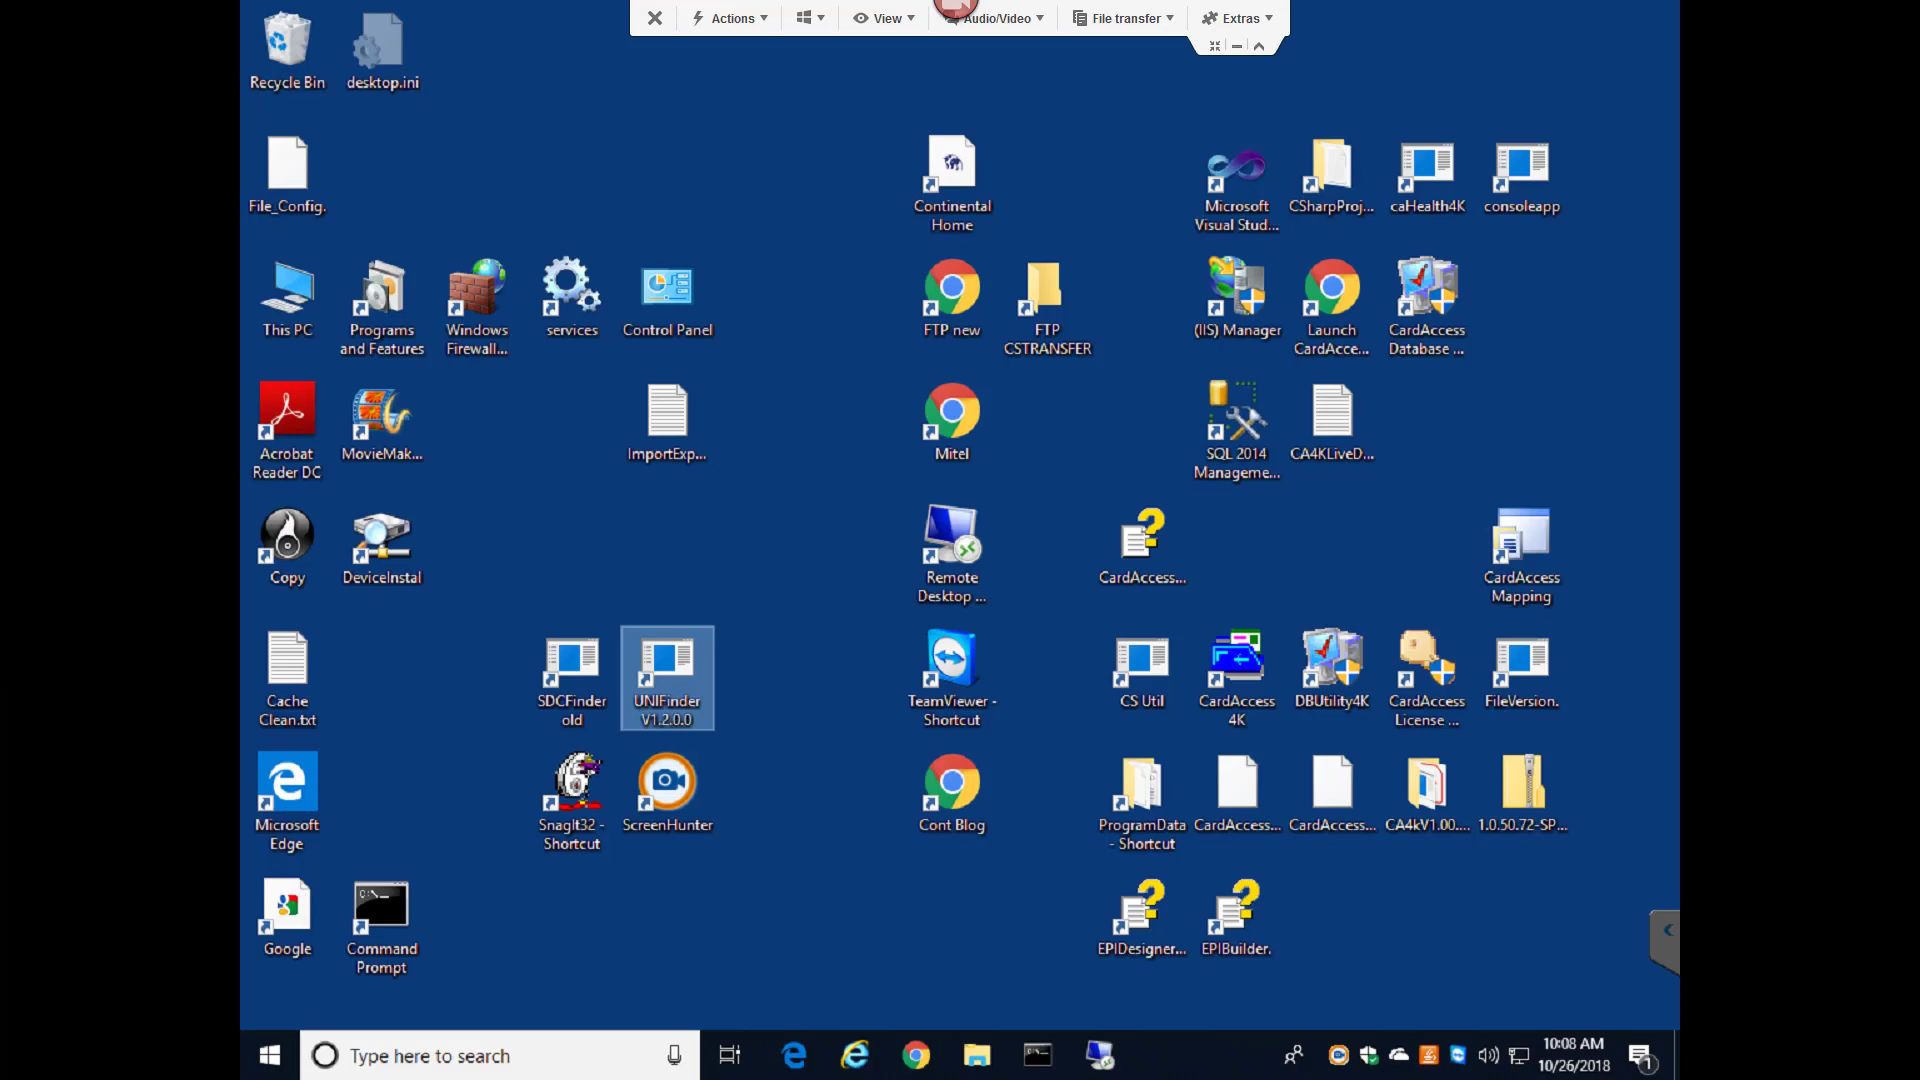 Actions
View
Audio/Video
File transfer
Extras
Recycle Bin
desktop.ini
File_Config.
Continental
Home
Microsoft
Visual Stud...
CSharpProj...
caHealth4K
consoleapp
This PC
Programs
and Features
Windows
Firewall...
services
Control Panel
FTP new
FTP
CSTRANSFER
(IIS) Manager
Launch
CardAcce...
CardAccess
Database ...
Acrobat
Reader DC
MovieMak...
ImportExp...
Mitel
SQL 2014
Manageme...
CA4KLiveD...
Copy
DeviceInstal
Remote
Desktop ...
CardAccess...
CardAccess
Mapping
Cache
Clean.txt
SDCFinder
old
UNIFinder
V1.2.0.0
TeamViewer -
Shortcut
CS Util
CardAccess
4K
DBUtility4K
CardAccess
License ...
FileVersion.
Microsoft
Edge
SnagIt32 -
Shortcut
ScreenHunter
Cont Blog
ProgramData
- Shortcut
CardAccess...
CardAccess...
CA4kV1.00....
1.0.50.72-SP...
Google
Command
Prompt
EPIDesigner...
EPIBuilder.
Type here to search
10:08 AM
10/26/2018
1